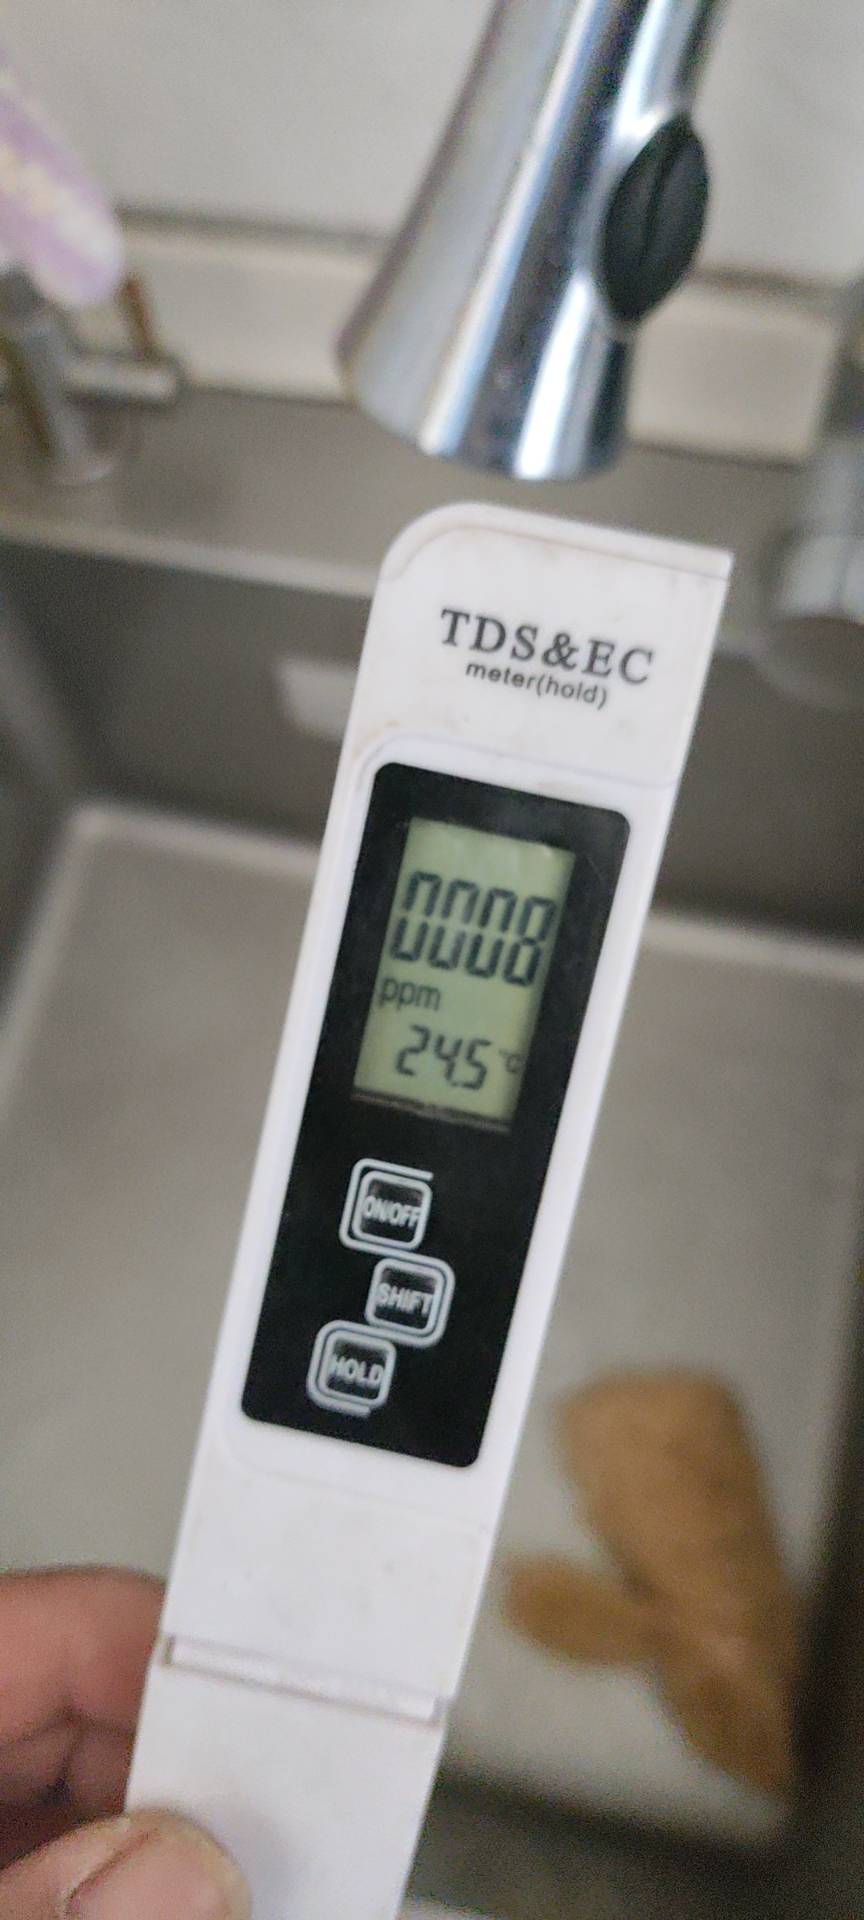 TDS&EC
meter(hold)
0008
ppm
24.5 °C
ON/OFF
SHIFT
HOLD